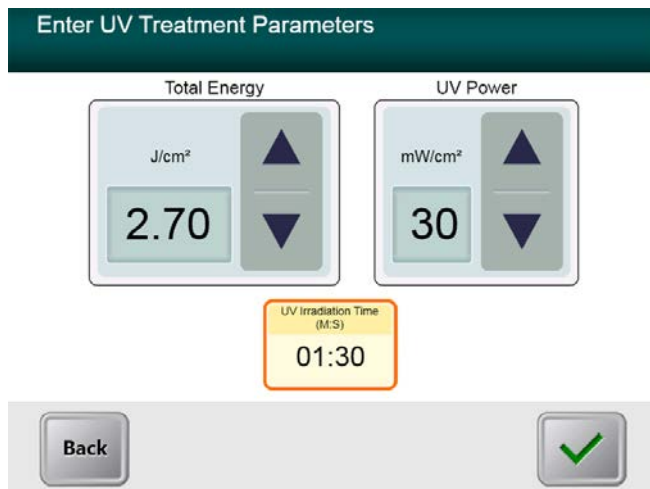 Enter UV Treatment Parameters
Total Energy
UV Power
J/cm²
mW/cm²
2.70
30
UV Irradiation Time
(M:S)
01:30
Back